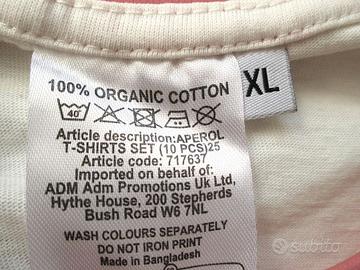 100% ORGANIC COTTON
XL
40
Article description:APEROL
T-SHIRTS SET (10 PCS)25
Article code: 717637
Imported on behalf of:
ADM Adm Promotions Uk Ltd,
Hythe House, 200 Shepherds
Bush Road W6 7NL
WASH COLOURS SEPARATELY
DO NOT IRON PRINT
Made in Bangladesh
subito